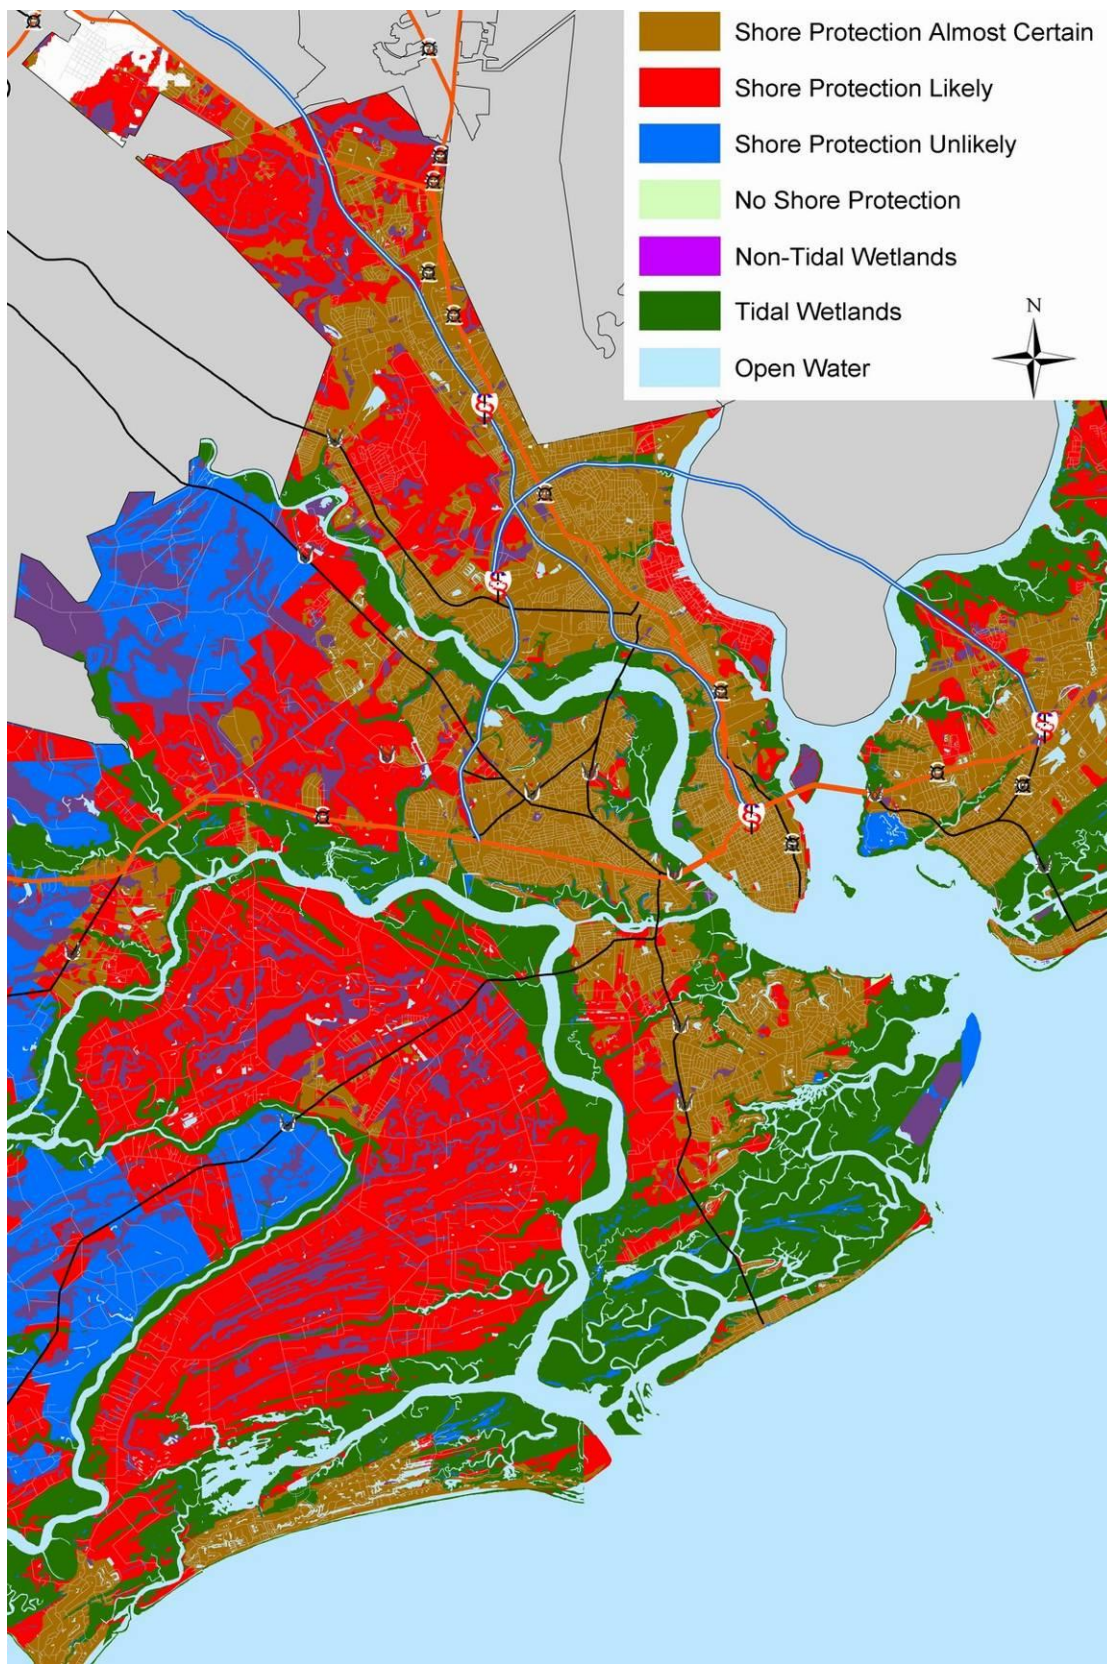 Shore Protection Almost Certain
Shore Protection Likely
Shore Protection Unlikely
No Shore Protection
Non-Tidal Wetlands
Tidal Wetlands
Open Water
N